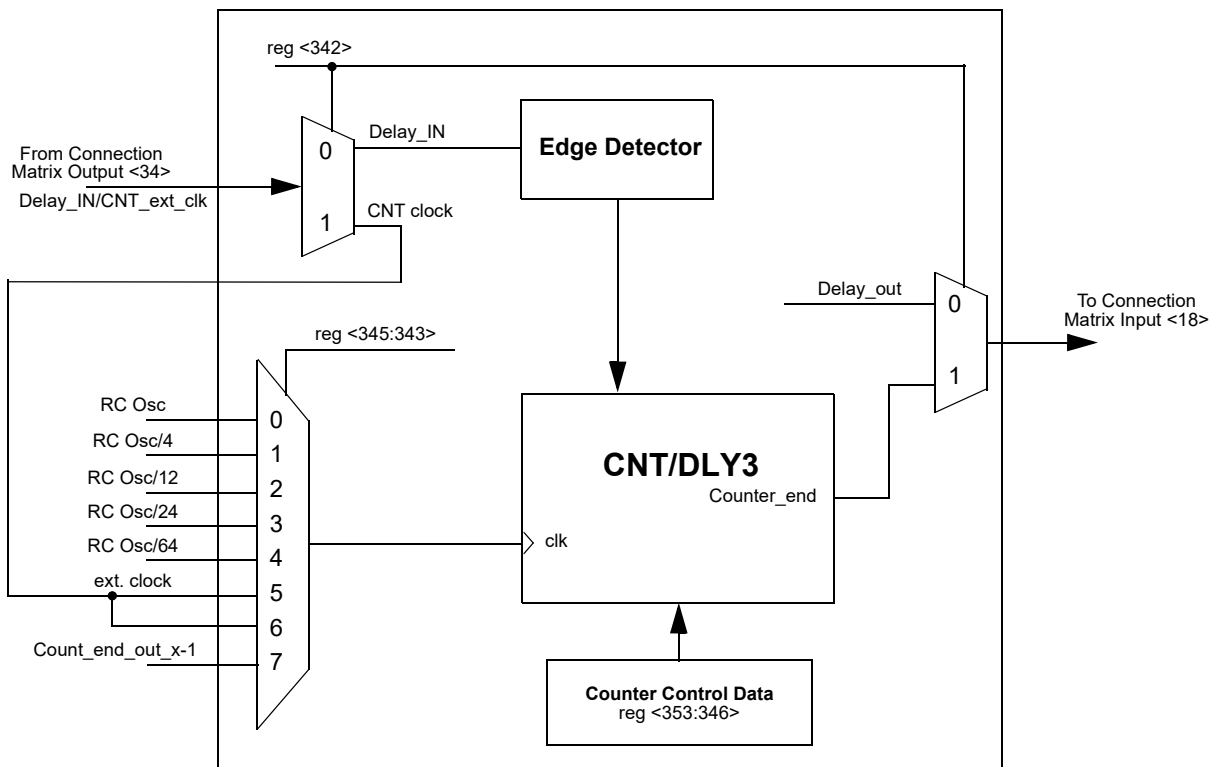 reg <342>
0
Delay_IN
Edge Detector
From Connection
Matrix Output <34>
Delay_IN/CNT_ext_clk
1
CNT clock
Delay_out
0
To Connection
Matrix Input <18>
1
reg <345:343>
RC Osc
0
RC Osc/4
1
RC Osc/12
2
RC Osc/24
3
RC Osc/64
4
ext. clock
5
6
Count_end_out_x-1
7
CNT/DLY3
Counter_end
clk
Counter Control Data
reg <353:346>